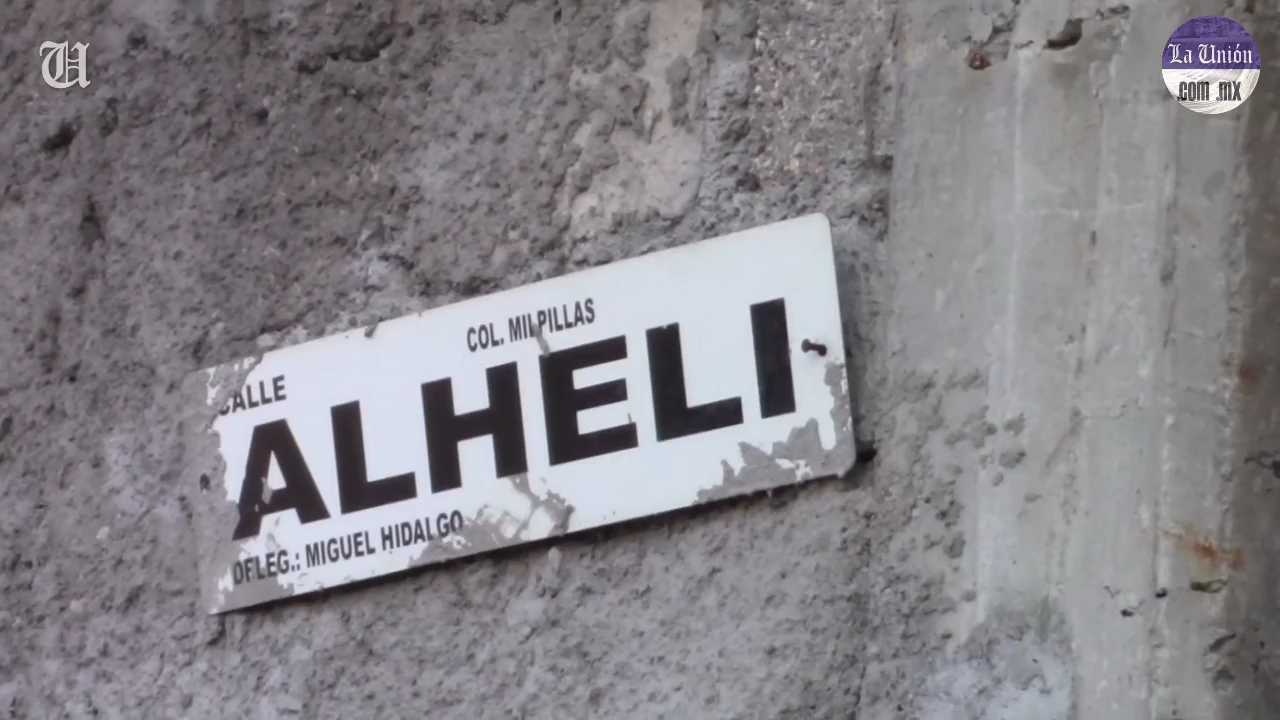 U
La Unión
.com .mx
COL. MILPILLAS
CALLE
ALHELI
DELEG.: MIGUEL HIDALGO